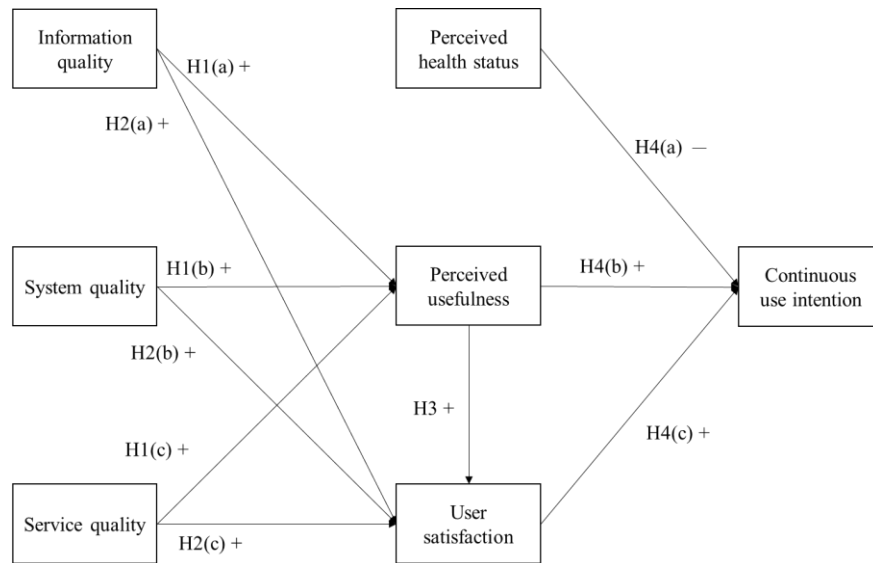 Information
quality
Perceived
health status
H1(a) +
H2(a) +
H4(a) −
System quality
H1(b) +
Perceived
usefulness
H4(b) +
Continuous
use intention
H2(b) +
H3 +
H1(c) +
H4(c) +
Service quality
H2(c) +
User
satisfaction